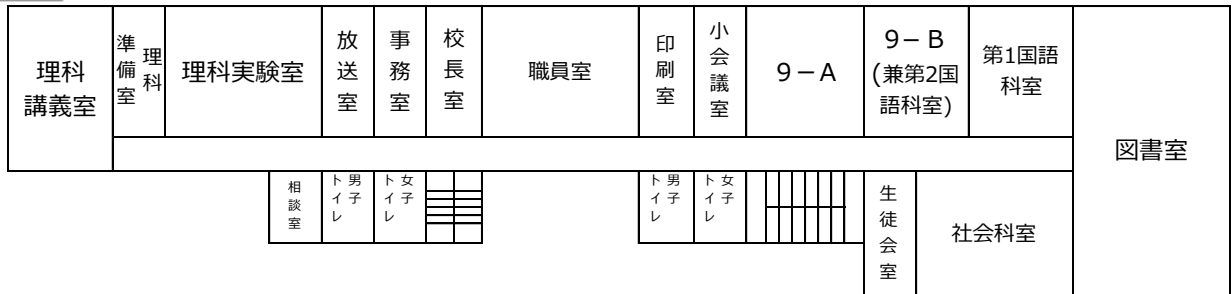 理科
講義室
理科
準備室
理科実験室
放送室
事務室
校長室
職員室
印刷室
小会議室
9－A
9－B
(兼第2国
語科室)
第1国語
科室
図書室
相談室
男子
トイレ
女子
トイレ
男子
トイレ
女子
トイレ
生徒会室
社会科室